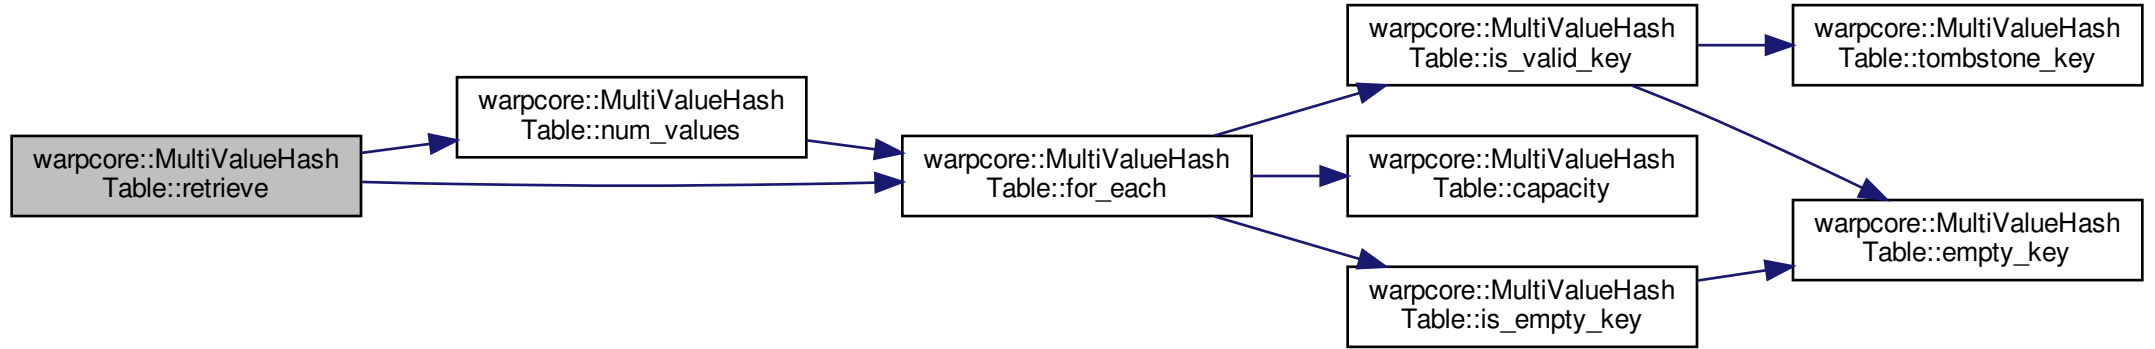 warpcore::MultiValueHash
Table::retrieve
warpcore::MultiValueHash
Table::num_values
warpcore::MultiValueHash
Table::for_each
warpcore::MultiValueHash
Table::is_valid_key
warpcore::MultiValueHash
Table::capacity
warpcore::MultiValueHash
Table::is_empty_key
warpcore::MultiValueHash
Table::tombstone_key
warpcore::MultiValueHash
Table::empty_key